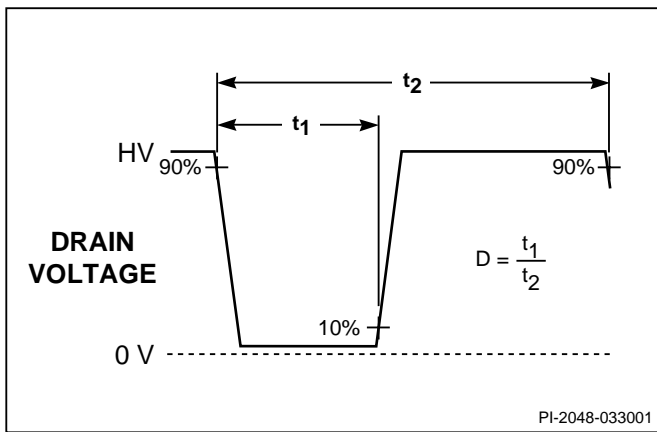 t2
t1
HV
90%
90%
DRAIN
VOLTAGE
D = t1
t2
10%
0 V
PI-2048-033001